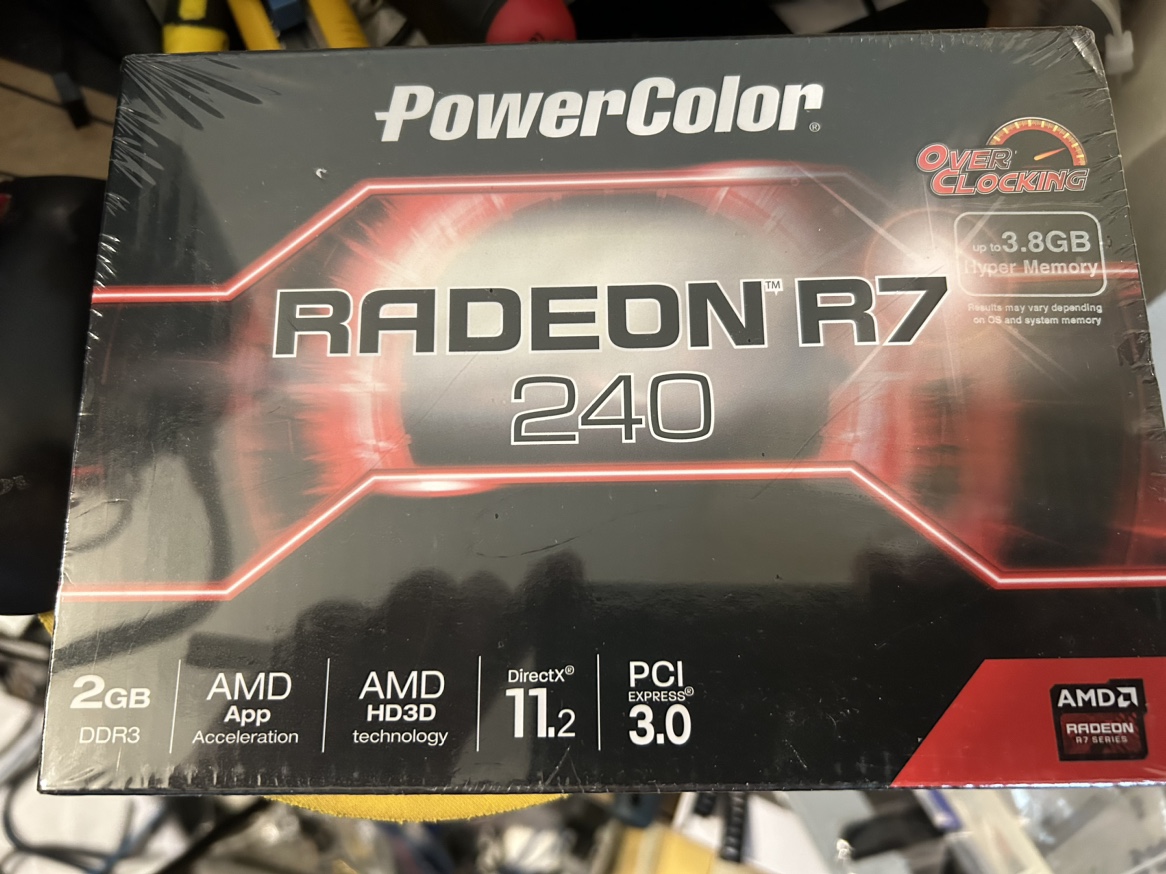 PowerColor®
OVER
CLOCKING
up to 3.8GB
Hyper Memory
Results may vary depending
on OS and system memory
RADEON™ R7
240
2GB
DDR3
AMD
App
Acceleration
AMD
HD3D
technology
DirectX®
11.2
PCI
EXPRESS®
3.0
AMD
RADEON
R7 SERIES